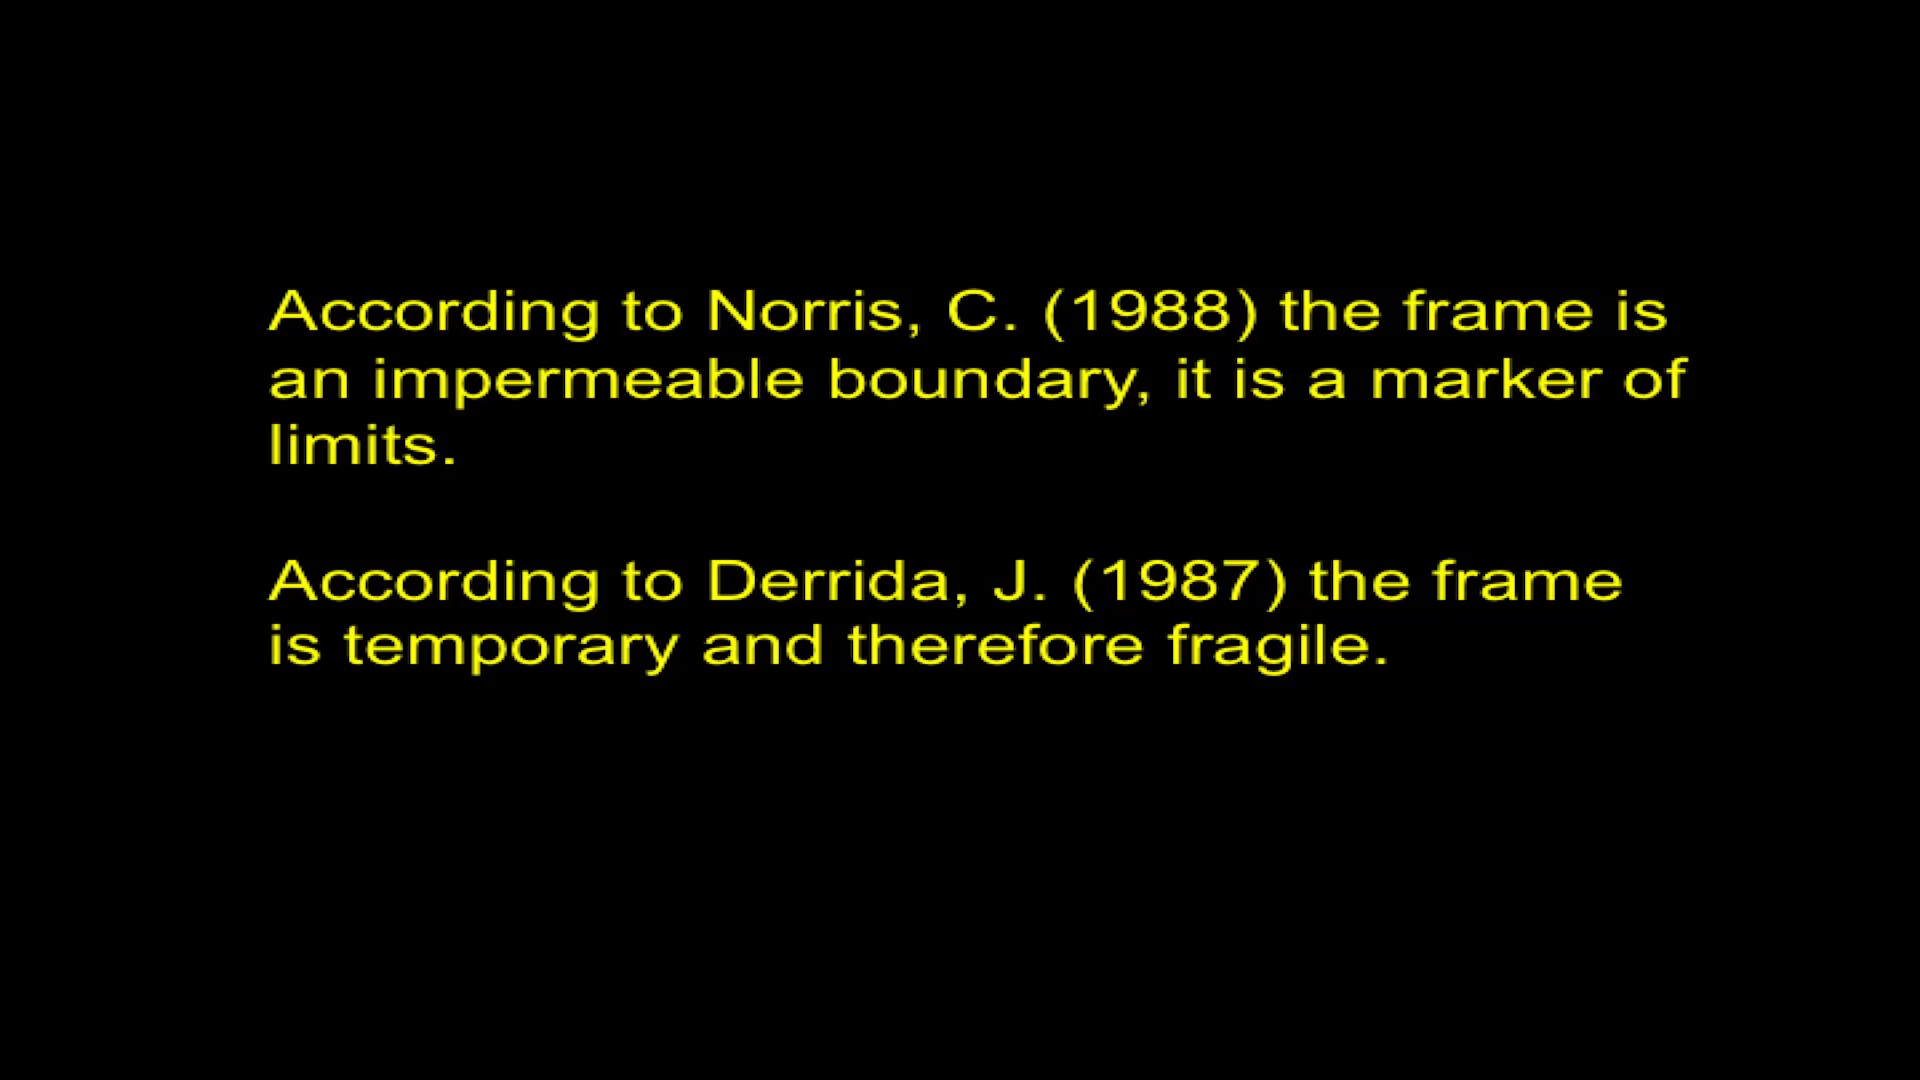 According to Norris, C. (1988) the frame is
an impermeable boundary, it is a marker of
limits.
According to Derrida, J. (1987) the frame
is temporary and therefore fragile.